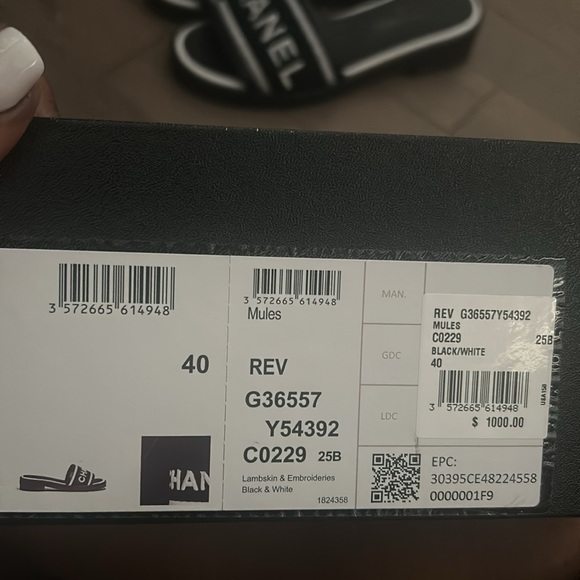 CHANEL
3 572665 614948
40
CHA
HAN
3 572665 614948
Mules
REV
G36557
Y54392
C0229 25B
Lambskin & Embroideries
Black & White
1824358
MAN.
GDC
LDC
REV G36557Y54392
MULES
C0229 25B
BLACK/WHITE
40
3 572665 614948
$ 1000.00
USA158
EPC:
30395CE48224558
0000001F9